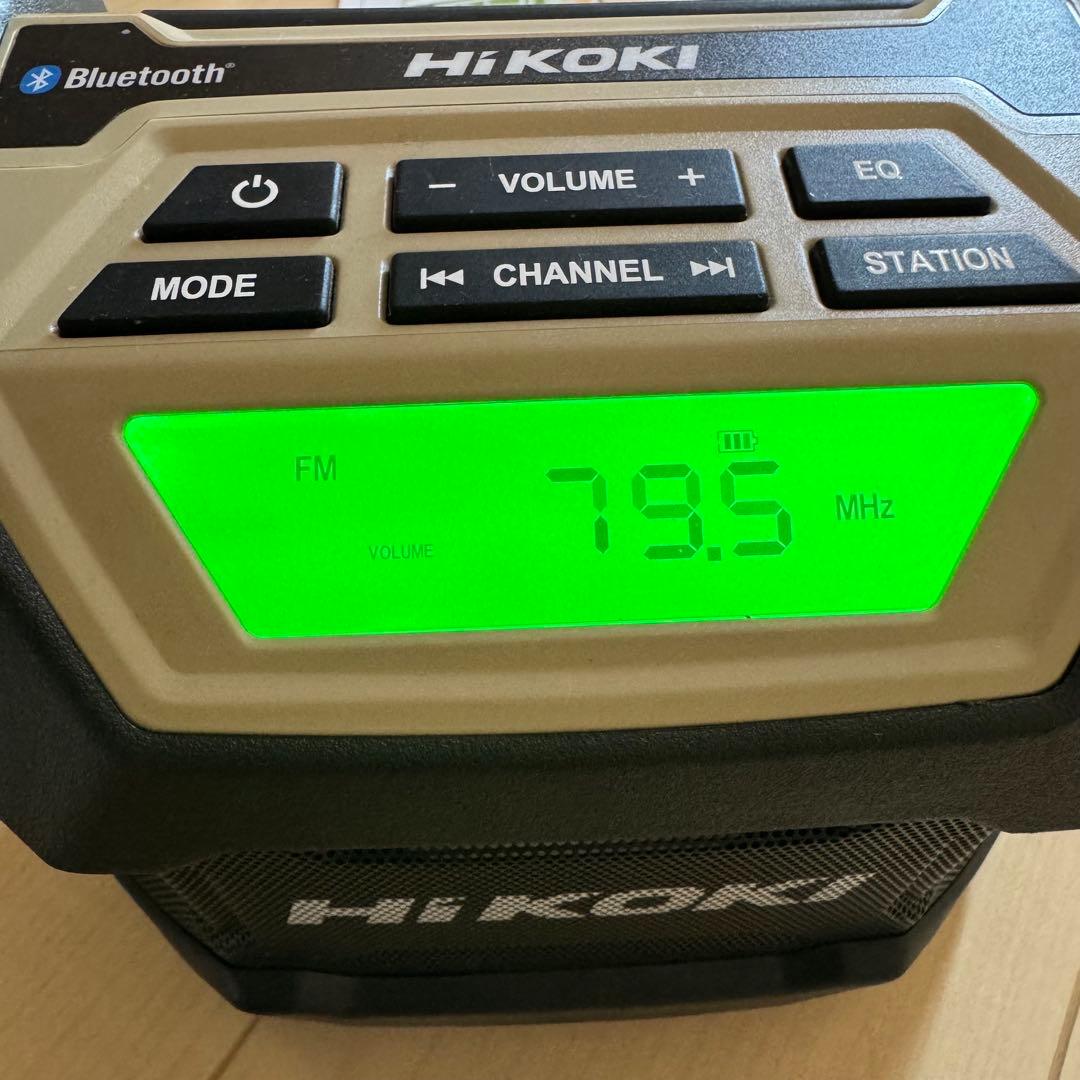 Bluetooth®
HiKOKI
− VOLUME +
EQ
MODE
CHANNEL
STATION
FM
79.5
MHz
VOLUME
HiKOKI